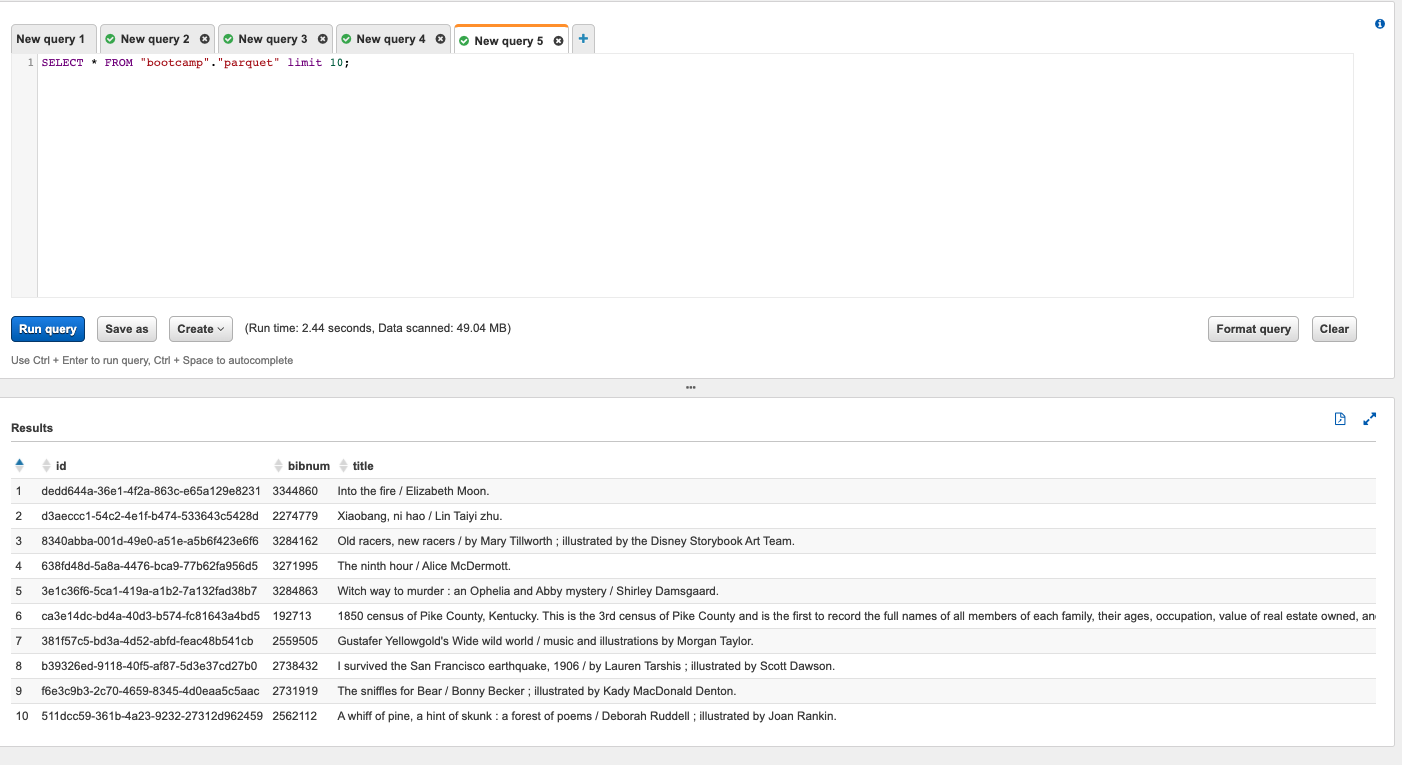 New query 1 New query 2 New query 3 New query 4 New query 5 +
1 SELECT * FROM "bootcamp"."parquet" limit 10;
Run query Save as Create (Run time: 2.44 seconds, Data scanned: 49.04 MB) Format query Clear
Use Ctrl + Enter to run query, Ctrl + Space to autocomplete
Results
id bibnum title
1 dedd644a-36e1-4f2a-863c-e65a129e8231 3344860 Into the fire / Elizabeth Moon.
2 d3aeccc1-54c2-4e1f-b474-533643c5428d 2274779 Xiaobang, ni hao / Lin Taiyi zhu.
3 8340abba-001d-49e0-a51e-a5b6f423e6f6 3284162 Old racers, new racers / by Mary Tillworth ; illustrated by the Disney Storybook Art Team.
4 638fd48d-5a8a-4476-bca9-77b62fa956d5 3271995 The ninth hour / Alice McDermott.
5 3e1c36f6-5ca1-419a-a1b2-7a132fad38b7 3284863 Witch way to murder : an Ophelia and Abby mystery / Shirley Damsgaard.
6 ca3e14dc-bd4a-40d3-b574-fc81643a4bd5 192713 1850 census of Pike County, Kentucky. This is the 3rd census of Pike County and is the first to record the full names of all members of each family, their ages, occupation, value of real estate owned,
7 381f57c5-bd3a-4d52-abfd-feac48b541cb 2559505 Gustafer Yellowgold's Wide wild world / music and illustrations by Morgan Taylor.
8 b39326ed-9118-40f5-af87-5d3e37cd27b0 2738432 I survived the San Francisco earthquake, 1906 / by Lauren Tarshis ; illustrated by Scott Dawson.
9 f6e3c9b3-2c70-4659-8345-4d0eaa5c5aac 2731919 The sniffles for Bear / Bonny Becker ; illustrated by Kady MacDonald Denton.
10 511dcc59-361b-4a23-9232-27312d962459 2562112 A whiff of pine, a hint of skunk : a forest of poems / Deborah Ruddell ; illustrated by Joan Rankin.